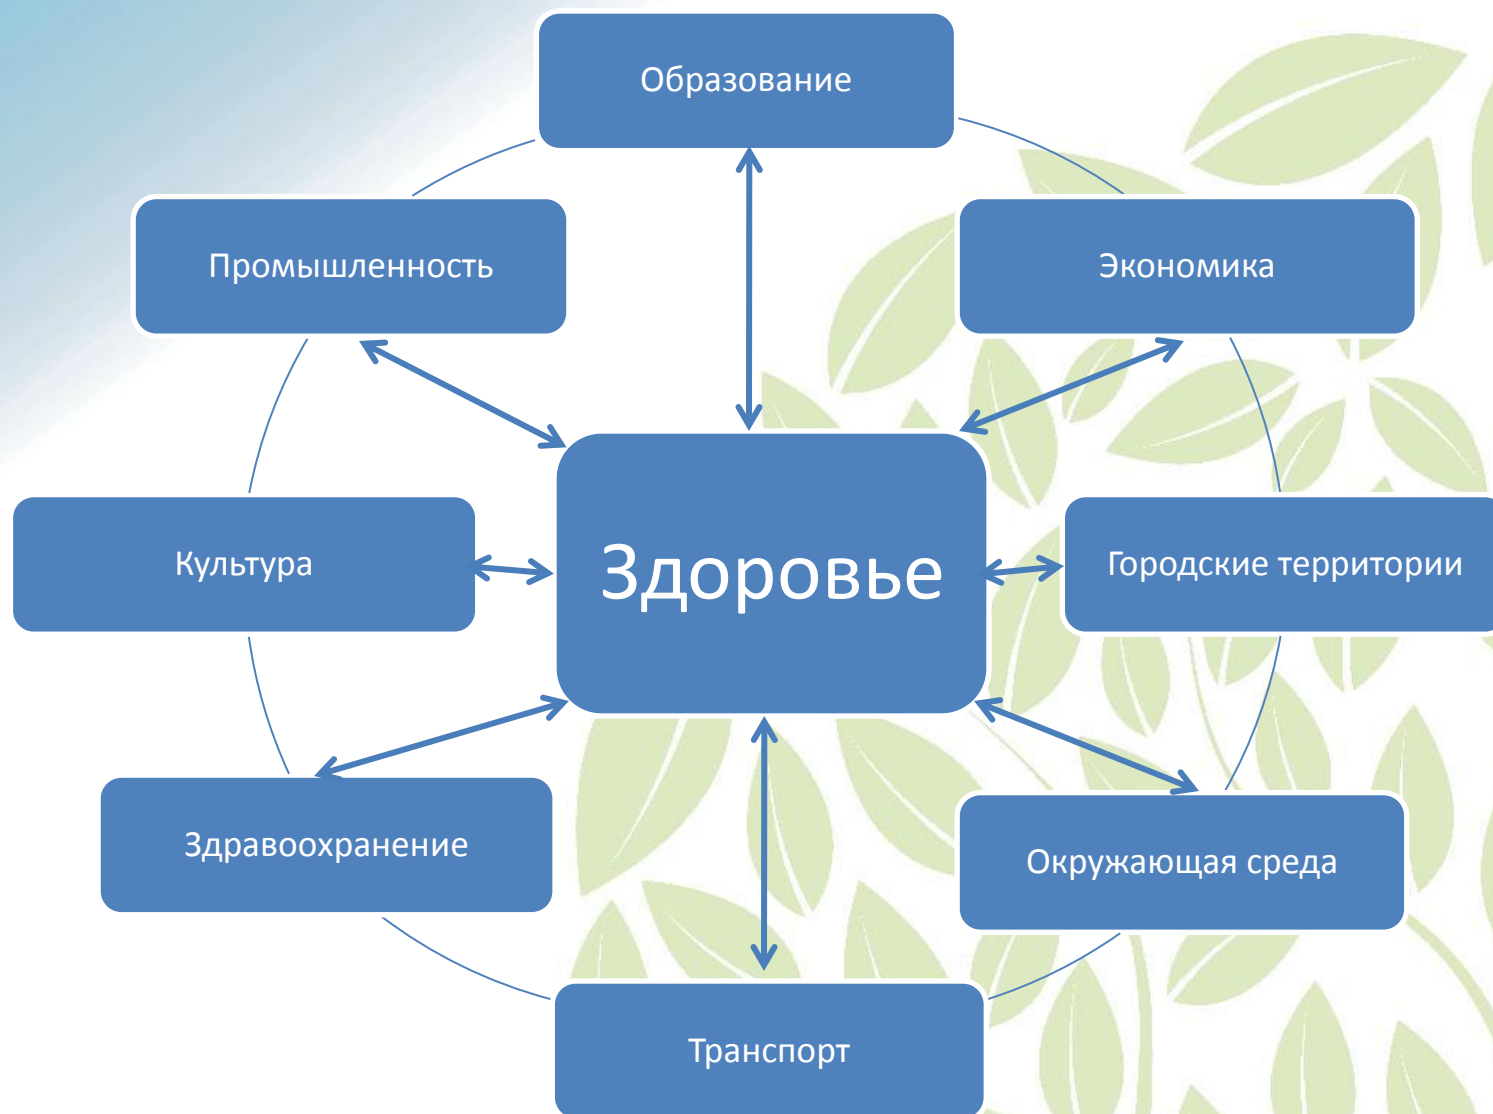 Образование
Промышленность
Экономика
Культура
Здоровье
Городские территории
Здравоохранение
Окружающая среда
Транспорт